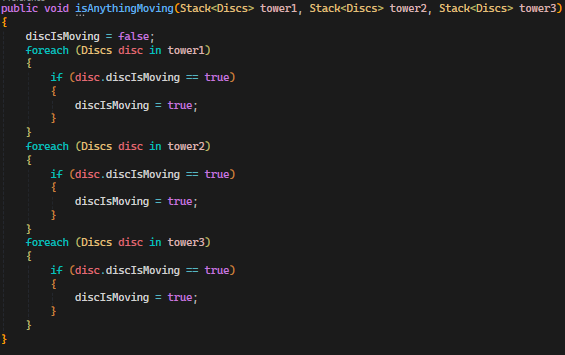 public void isAnythingMoving(Stack<Discs> tower1, Stack<Discs> tower2, Stack<Discs> tower3)
{
    discIsMoving = false;
    foreach (Discs disc in tower1)
    {
        if (disc.discIsMoving == true)
        {
            discIsMoving = true;
        }
    }
    foreach (Discs disc in tower2)
    {
        if (disc.discIsMoving == true)
        {
            discIsMoving = true;
        }
    }
    foreach (Discs disc in tower3)
    {
        if (disc.discIsMoving == true)
        {
            discIsMoving = true;
        }
    }
}